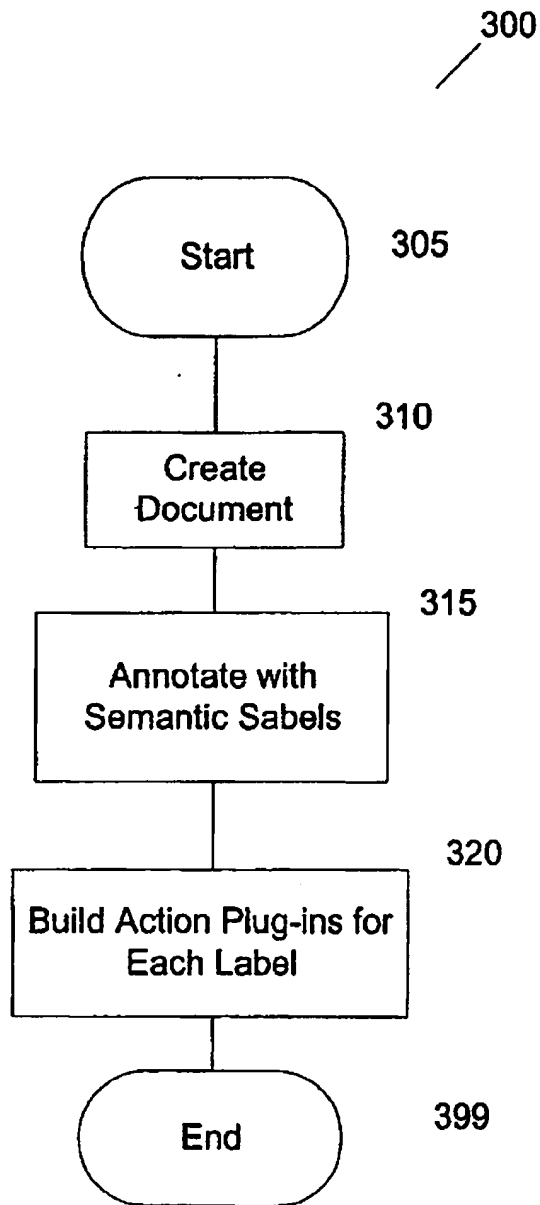 300
Start
305
310
Create
Document
315
Annotate with
Semantic Sabels
320
Build Action Plug-ins for
Each Label
End
399